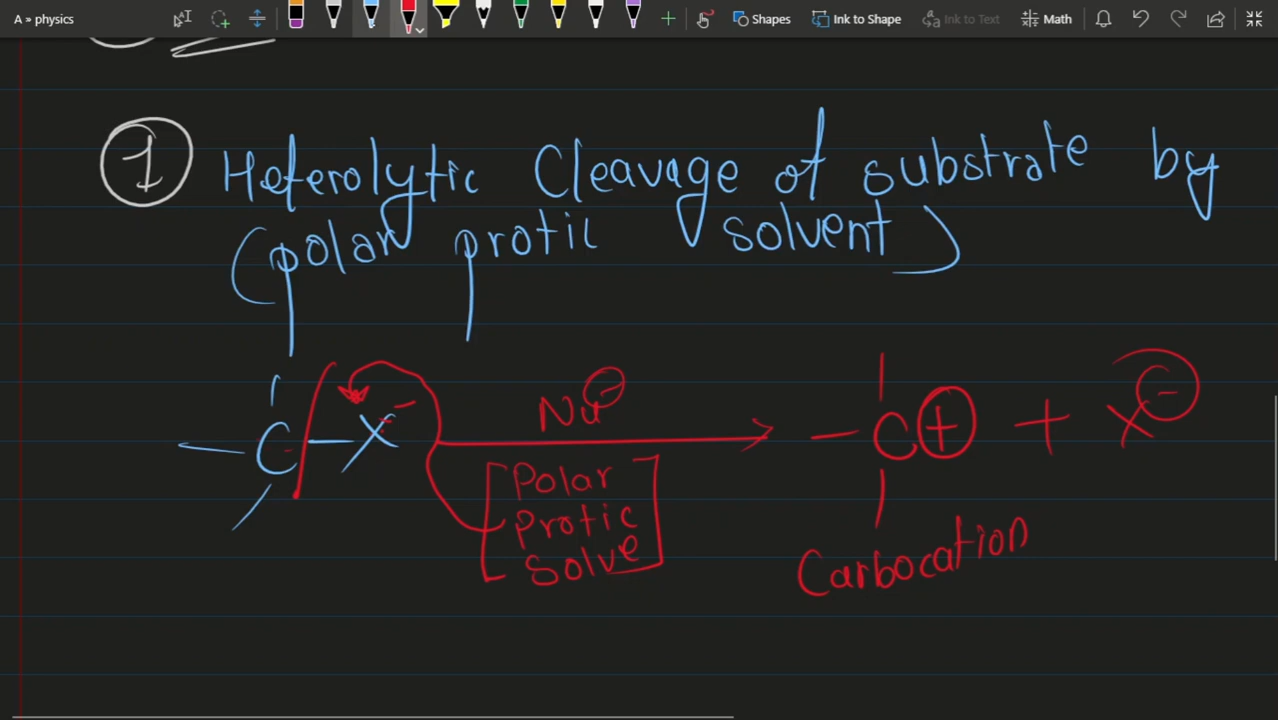 A » physics
Shapes
Ink to Shape
Ink to Text
Math
1 Heterolytic Cleavage of substrate by
(polar protic solvent)
C - X -
Nu -
Polar
Protic
Solve
- C + + X -
Carbocation